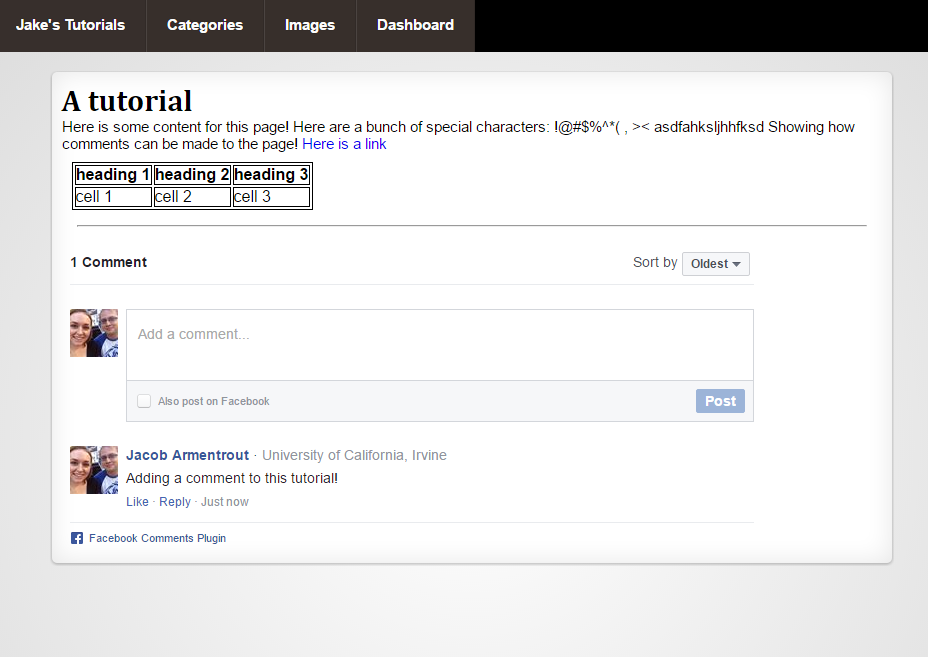 Jake's Tutorials Categories Images Dashboard
A tutorial
Here is some content for this page! Here are a bunch of special characters: !@#$%^*( , >< asdfahksljhhfksd Showing how
comments can be made to the page! Here is a link
heading 1 heading 2 heading 3
cell 1 cell 2 cell 3
1 Comment Sort by Oldest
Add a comment...
Also post on Facebook Post
Jacob Armentrout · University of California, Irvine
Adding a comment to this tutorial!
Like · Reply · Just now
Facebook Comments Plugin